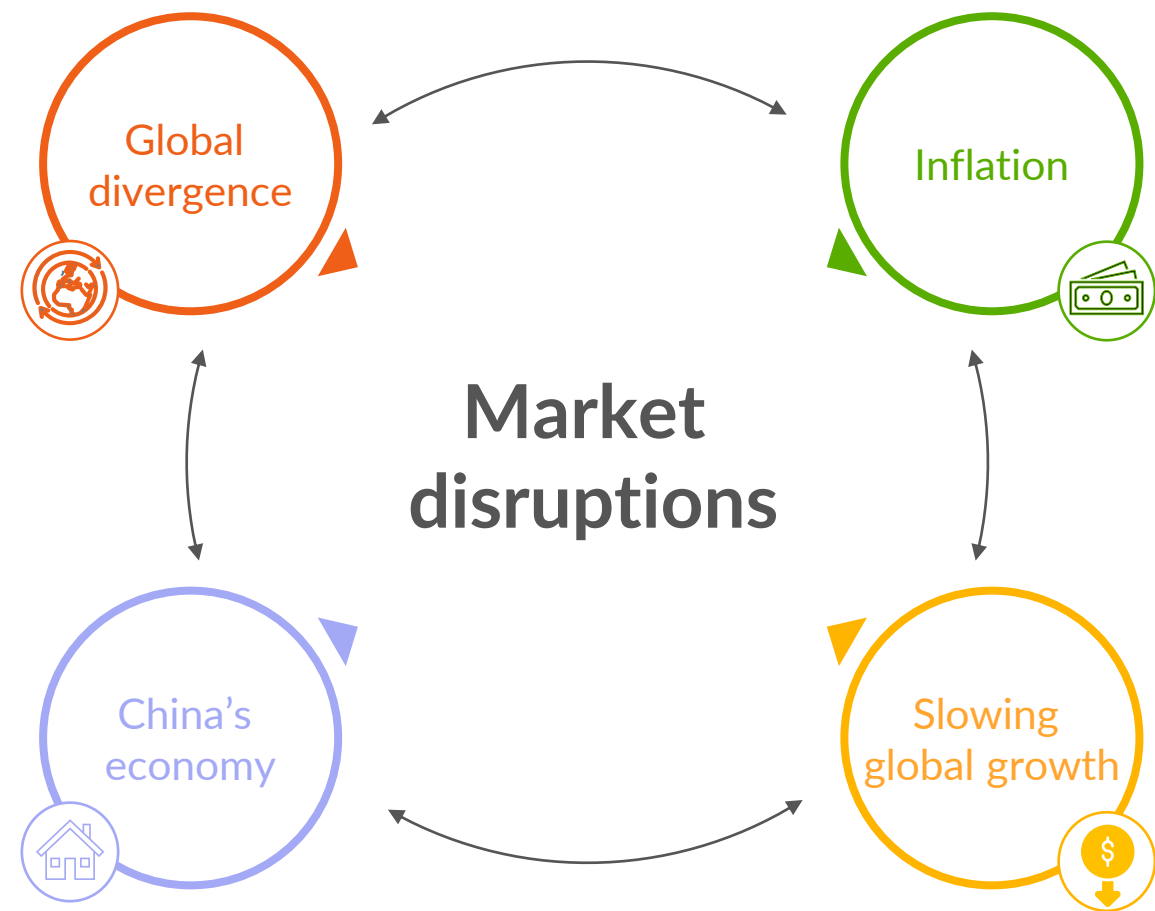 Global
divergence
Inflation
Market
disruptions
China’s
economy
Slowing
global growth
$